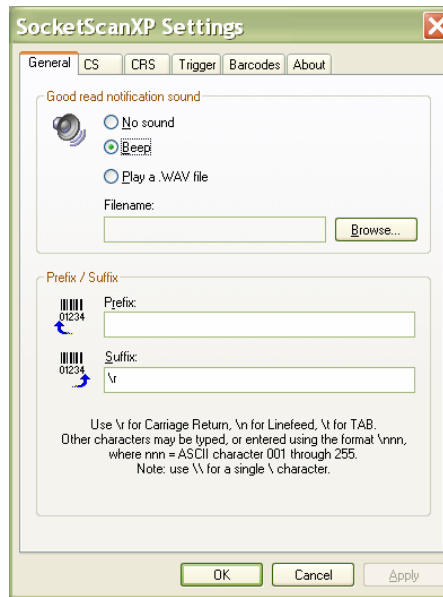 SocketScanXP Settings
General CS CRS Trigger Barcodes About
Good read notification sound
No sound
Beep
Play a .WAV file
Filename:
Browse...
Prefix / Suffix
01234
Prefix:
01234
Suffix:
\r
Use \r for Carriage Return, \n for Linefeed, \t for TAB.
Other characters may be typed, or entered using the format \nnn,
where nnn = ASCII character 001 through 255.
Note: use \\ for a single \ character.
OK Cancel Apply